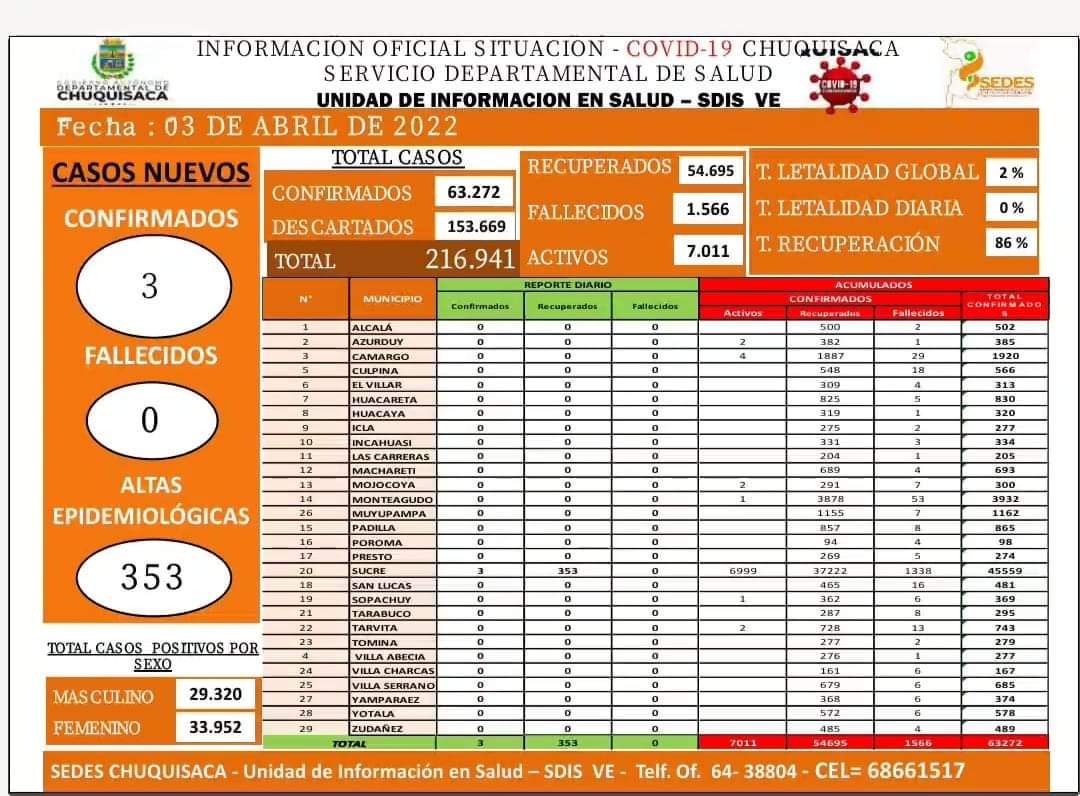 INFORMACION OFICIAL SITUACION - COVID-19 CHUQUISACA
SERVICIO DEPARTAMENTAL DE SALUD
UNIDAD DE INFORMACION EN SALUD – SDIS VE
GOBIERNO AUTÓNOMO
DEPARTAMENTAL DE
CHUQUISACA
COVID-19
SEDES
Fecha : 03 DE ABRIL DE 2022
CASOS NUEVOS
CONFIRMADOS
3
FALLECIDOS
0
ALTAS
EPIDEMIOLÓGICAS
353
TOTAL CASOS POSITIVOS POR
SEXO
MASCULINO 29.320
FEMENINO 33.952
TOTAL CASOS
CONFIRMADOS 63.272
DESCARTADOS 153.669
TOTAL 216.941
RECUPERADOS 54.695
FALLECIDOS 1.566
ACTIVOS 7.011
T. LETALIDAD GLOBAL 2 %
T. LETALIDAD DIARIA 0 %
T. RECUPERACIÓN 86 %
N° MUNICIPIO REPORTE DIARIO ACUMULADOS
CONFIRMADOS TOTAL CONFIRMADOS
Confirmados Recuperados Fallecidos Activos Recuperados Fallecidos
1 ALCALÁ 0 0 0 500 2 502
2 AZURDUY 0 0 0 2 382 1 385
3 CAMARGO 0 0 0 4 1887 29 1920
5 CULPINA 0 0 0 548 18 566
6 EL VILLAR 0 0 0 309 4 313
7 HUACARETA 0 0 0 825 5 830
8 HUACAYA 0 0 0 319 1 320
9 ICLA 0 0 0 275 2 277
10 INCAHUASI 0 0 0 331 3 334
11 LAS CARRERAS 0 0 0 204 1 205
12 MACHARETI 0 0 0 689 4 693
13 MOJOCOYA 0 0 0 2 291 7 300
14 MONTEAGUDO 0 0 0 1 3878 53 3932
26 MUYUPAMPA 0 0 0 1155 7 1162
15 PADILLA 0 0 0 857 8 865
16 POROMA 0 0 0 94 4 98
17 PRESTO 0 0 0 269 5 274
20 SUCRE 3 353 0 6999 37222 1338 45559
18 SAN LUCAS 0 0 0 465 16 481
19 SOPACHUY 0 0 0 1 362 6 369
21 TARABUCO 0 0 0 287 8 295
22 TARVITA 0 0 0 2 728 13 743
23 TOMINA 0 0 0 277 2 279
4 VILLA ABECIA 0 0 0 276 1 277
24 VILLA CHARCAS 0 0 0 161 6 167
25 VILLA SERRANO 0 0 0 679 6 685
27 YAMPARAEZ 0 0 0 368 6 374
28 YOTALA 0 0 0 572 6 578
29 ZUDAÑEZ 0 0 0 485 4 489
TOTAL 3 353 0 7011 54695 1566 63272
SEDES CHUQUISACA - Unidad de Información en Salud – SDIS VE - Telf. Of. 64- 38804 - CEL= 68661517